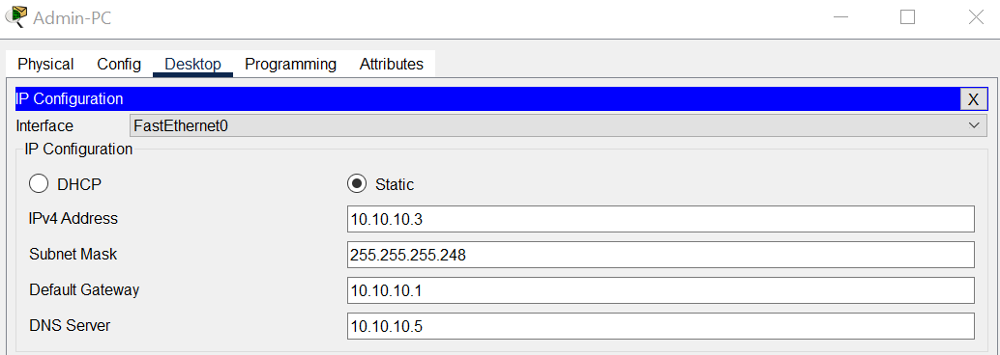 Admin-PC
Physical Config Desktop Programming Attributes
IP Configuration X
Interface FastEthernet0
IP Configuration
DHCP Static
IPv4 Address 10.10.10.3
Subnet Mask 255.255.255.248
Default Gateway 10.10.10.1
DNS Server 10.10.10.5